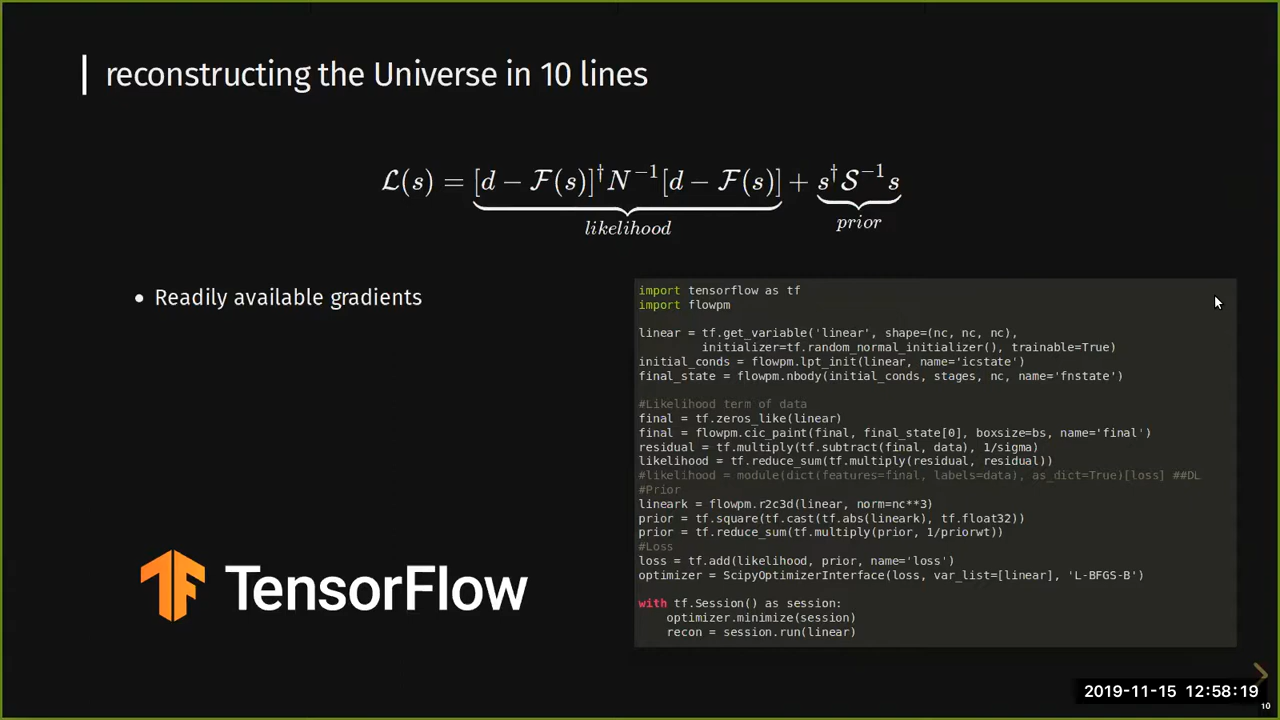 reconstructing the Universe in 10 lines
ℒ(s) = [d − ℱ(s)]†N⁻¹[d − ℱ(s)] + s†𝒮⁻¹s
likelihood
prior
• Readily available gradients
import tensorflow as tf
import flowpm
linear = tf.get_variable('linear', shape=(nc, nc, nc),
initializer=tf.random_normal_initializer(), trainable=True)
initial_conds = flowpm.lpt_init(linear, name='icstate')
final_state = flowpm.nbody(initial_conds, stages, nc, name='fnstate')
#Likelihood term of data
final = tf.zeros_like(linear)
final = flowpm.cic_paint(final, final_state[0], boxsize=bs, name='final')
residual = tf.multiply(tf.subtract(final, data), 1/sigma)
likelihood = tf.reduce_sum(tf.multiply(residual, residual))
#likelihood = module(dict(features=final, labels=data), as_dict=True)[loss] ##DL
#Prior
lineark = flowpm.r2c3d(linear, norm=nc**3)
prior = tf.square(tf.cast(tf.abs(lineark), tf.float32))
prior = tf.reduce_sum(tf.multiply(prior, 1/priorwt))
#Loss
loss = tf.add(likelihood, prior, name='loss')
optimizer = ScipyOptimizerInterface(loss, var_list=[linear], 'L-BFGS-B')
with tf.Session() as session:
optimizer.minimize(session)
recon = session.run(linear)
TensorFlow
2019-11-15 12:58:19
10